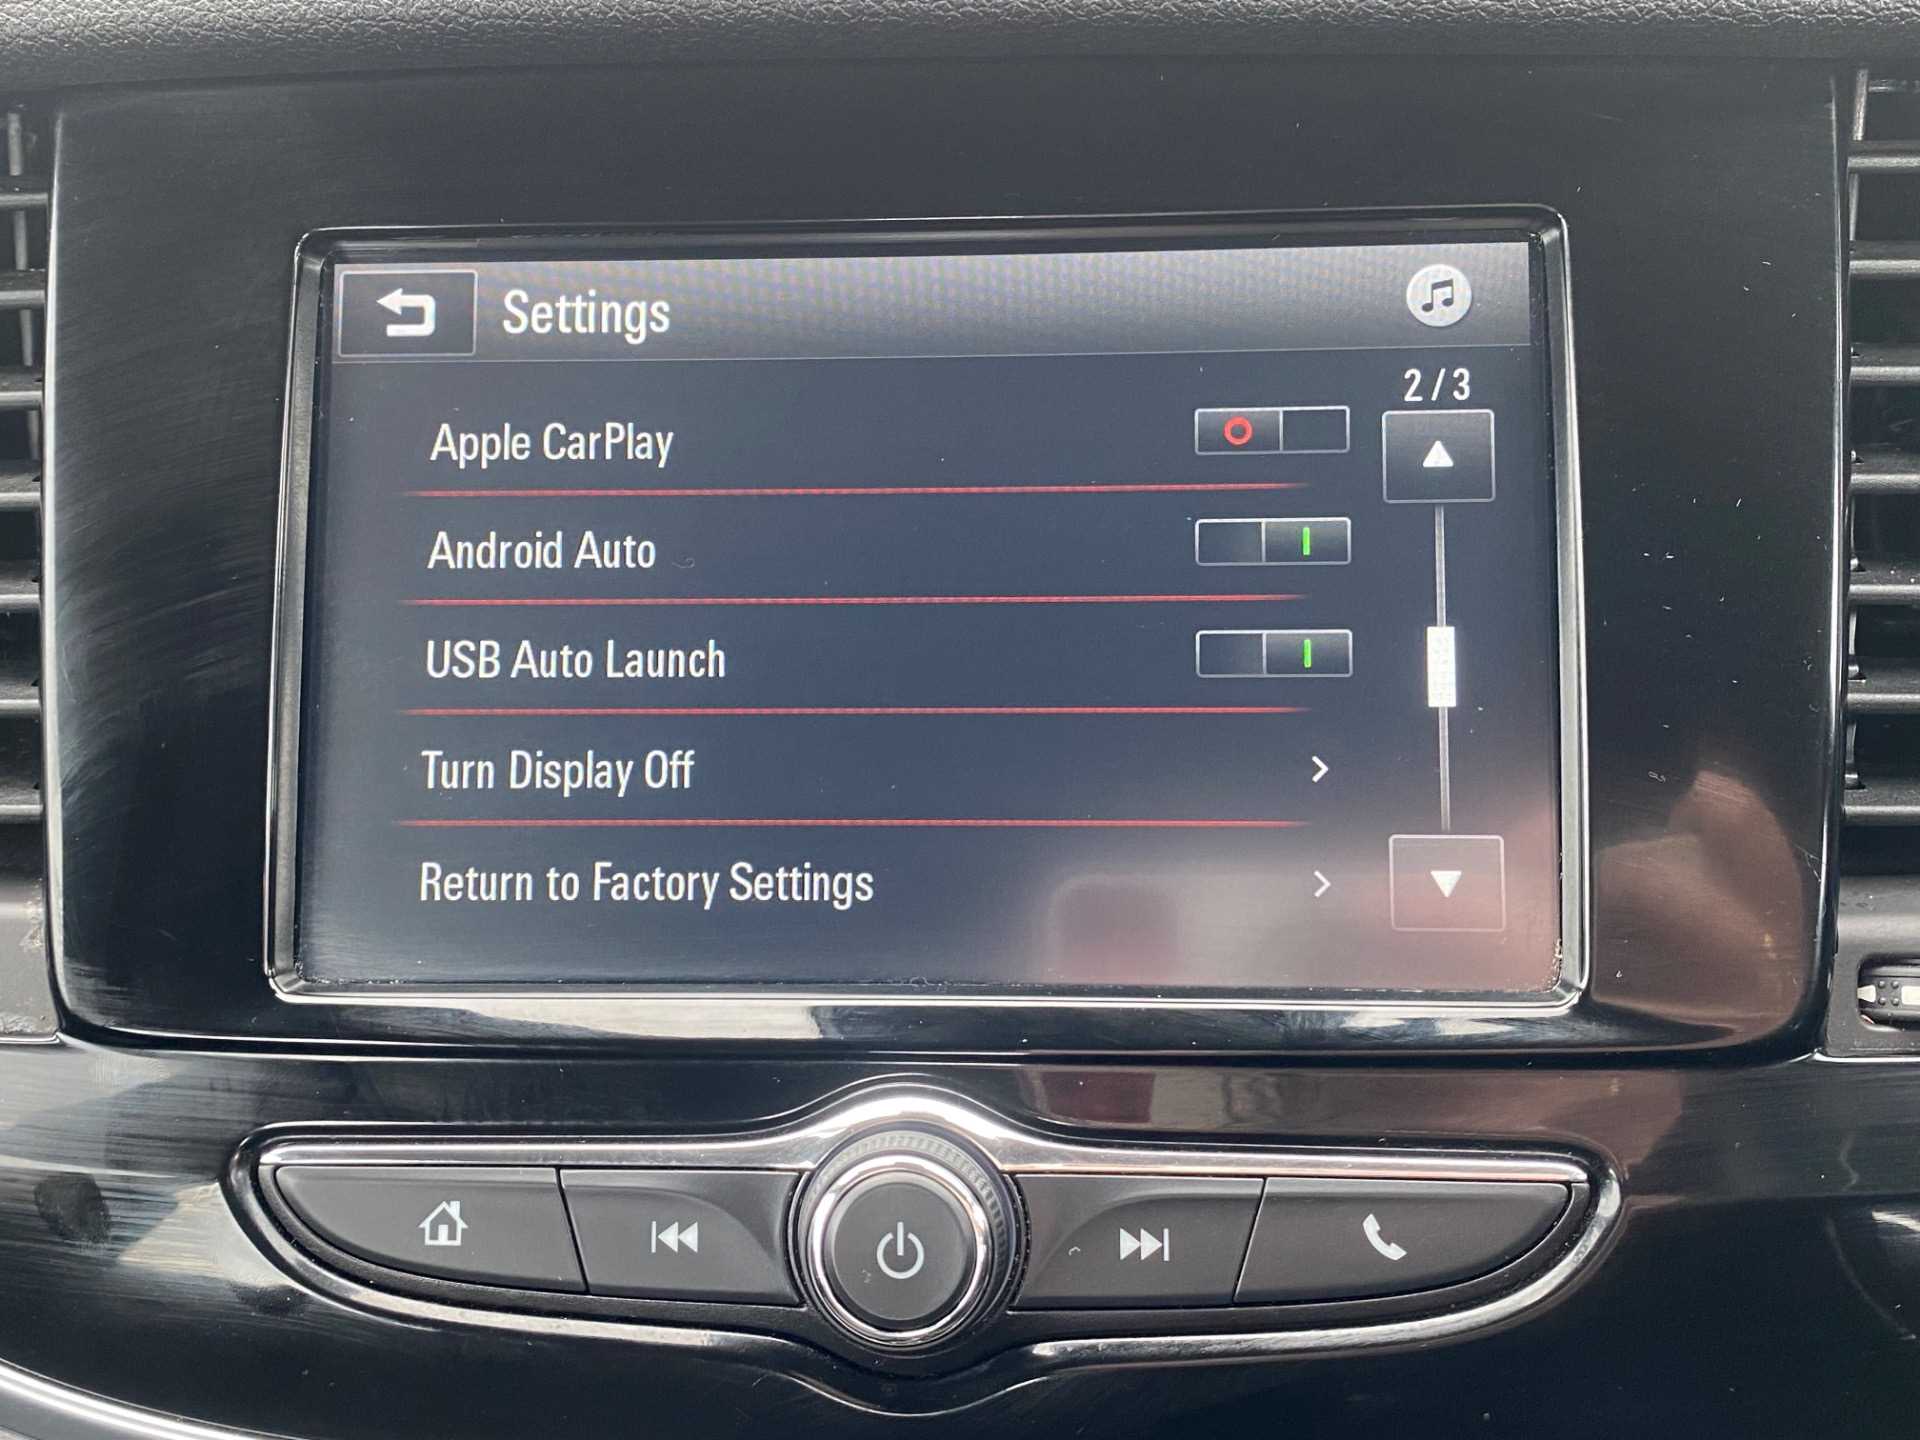 Settings
2/3
Apple CarPlay
Android Auto
USB Auto Launch
Turn Display Off
Return to Factory Settings